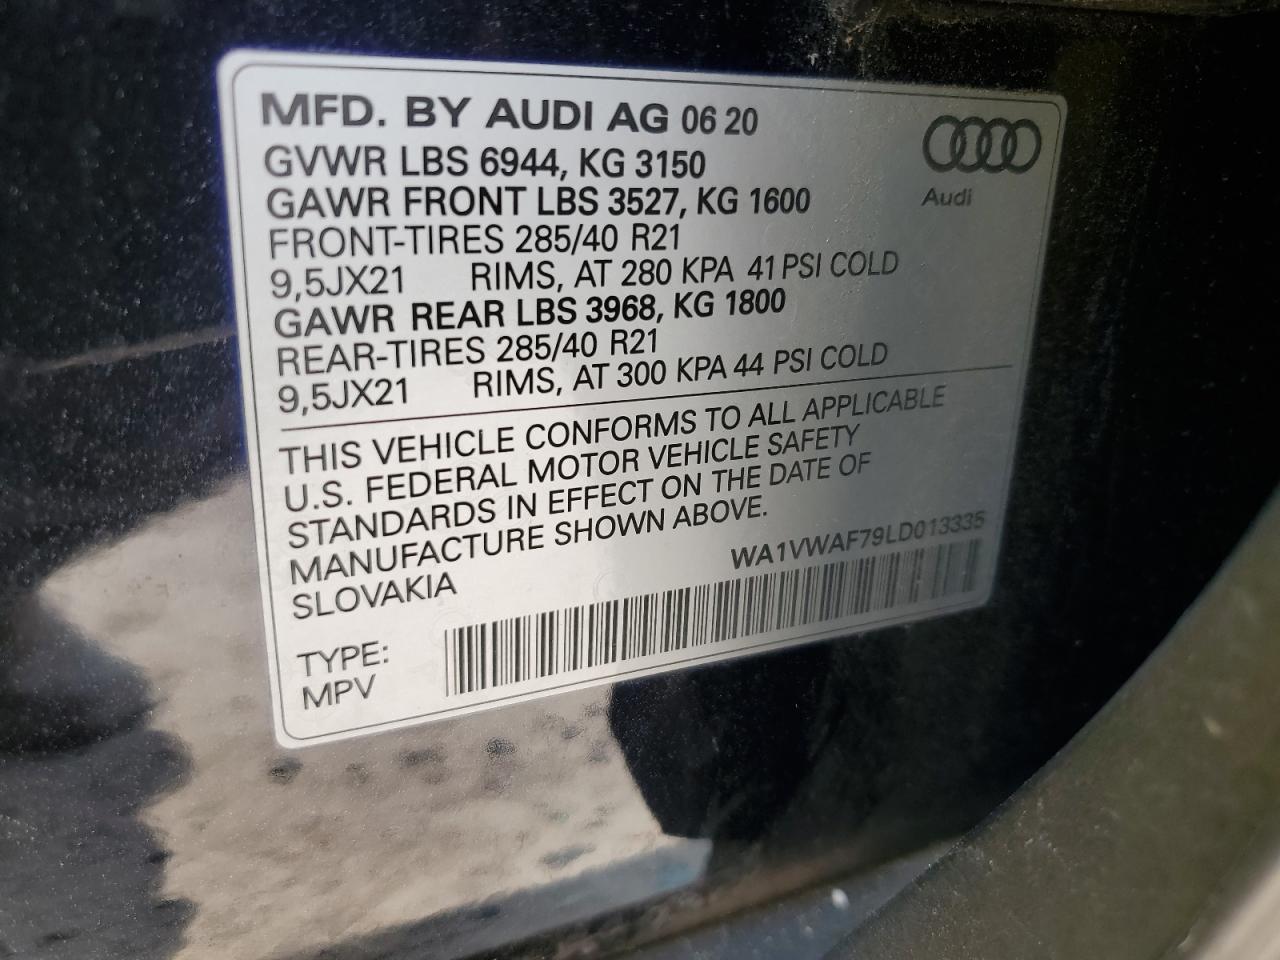 MFD. BY AUDI AG 06 20
GVWR LBS 6944, KG 3150
GAWR FRONT LBS 3527, KG 1600
FRONT-TIRES 285/40 R21
9,5JX21 RIMS, AT 280 KPA 41 PSI COLD
GAWR REAR LBS 3968, KG 1800
REAR-TIRES 285/40 R21
9,5JX21 RIMS, AT 300 KPA 44 PSI COLD
Audi
THIS VEHICLE CONFORMS TO ALL APPLICABLE
U.S. FEDERAL MOTOR VEHICLE SAFETY
STANDARDS IN EFFECT ON THE DATE OF
MANUFACTURE SHOWN ABOVE.
SLOVAKIA
WA1VWAF79LD013335
TYPE:
MPV